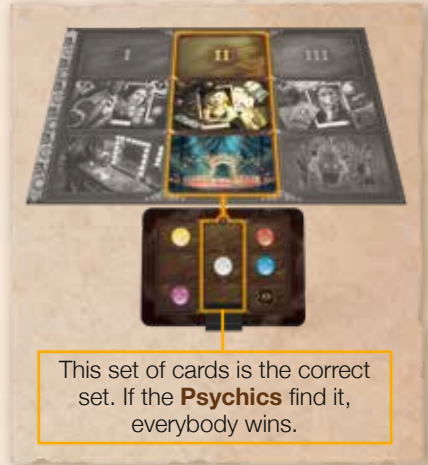 I II III
This set of cards is the correct
set. If the Psychics find it,
everybody wins.